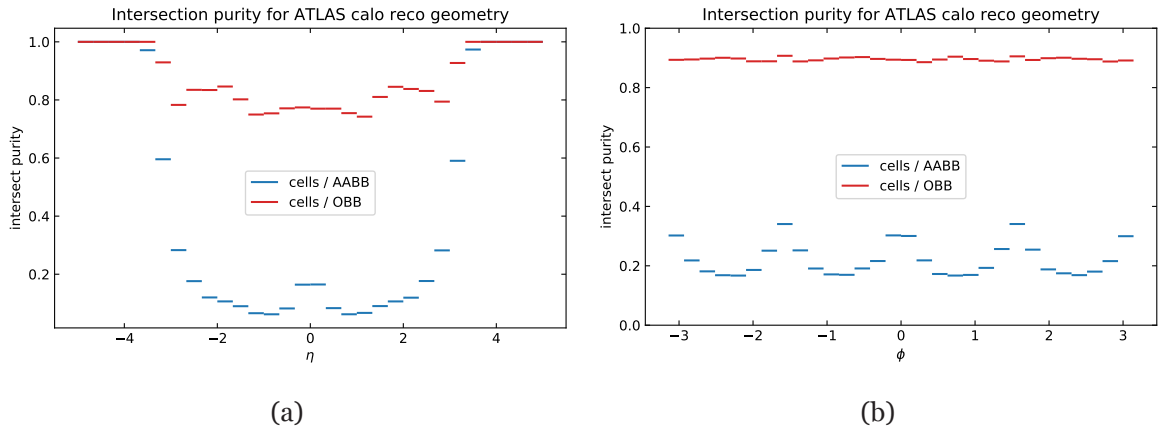 Intersection purity for ATLAS calo reco geometry
1.0
0.8
0.6
0.4
0.2
intersect purity
cells / AABB
cells / OBB
−4
−2
0
2
4
η
(a)
Intersection purity for ATLAS calo reco geometry
1.0
0.8
0.6
0.4
0.2
0.0
intersect purity
cells / AABB
cells / OBB
−3
−2
−1
0
1
2
3
ϕ
(b)